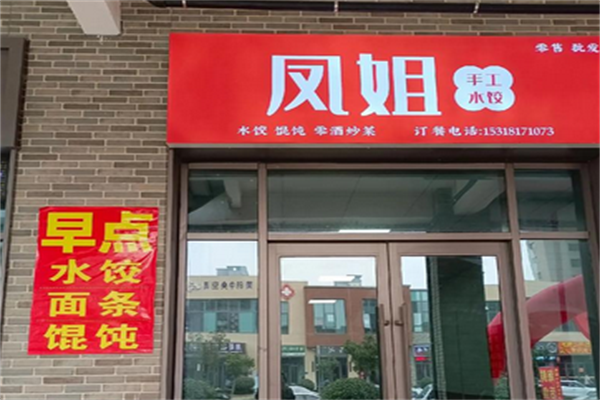 零售 批发
凤姐
手工
水饺
水饺 馄饨 零酒炒菜 订餐电话:15318171073
早点
水饺
面条
馄饨